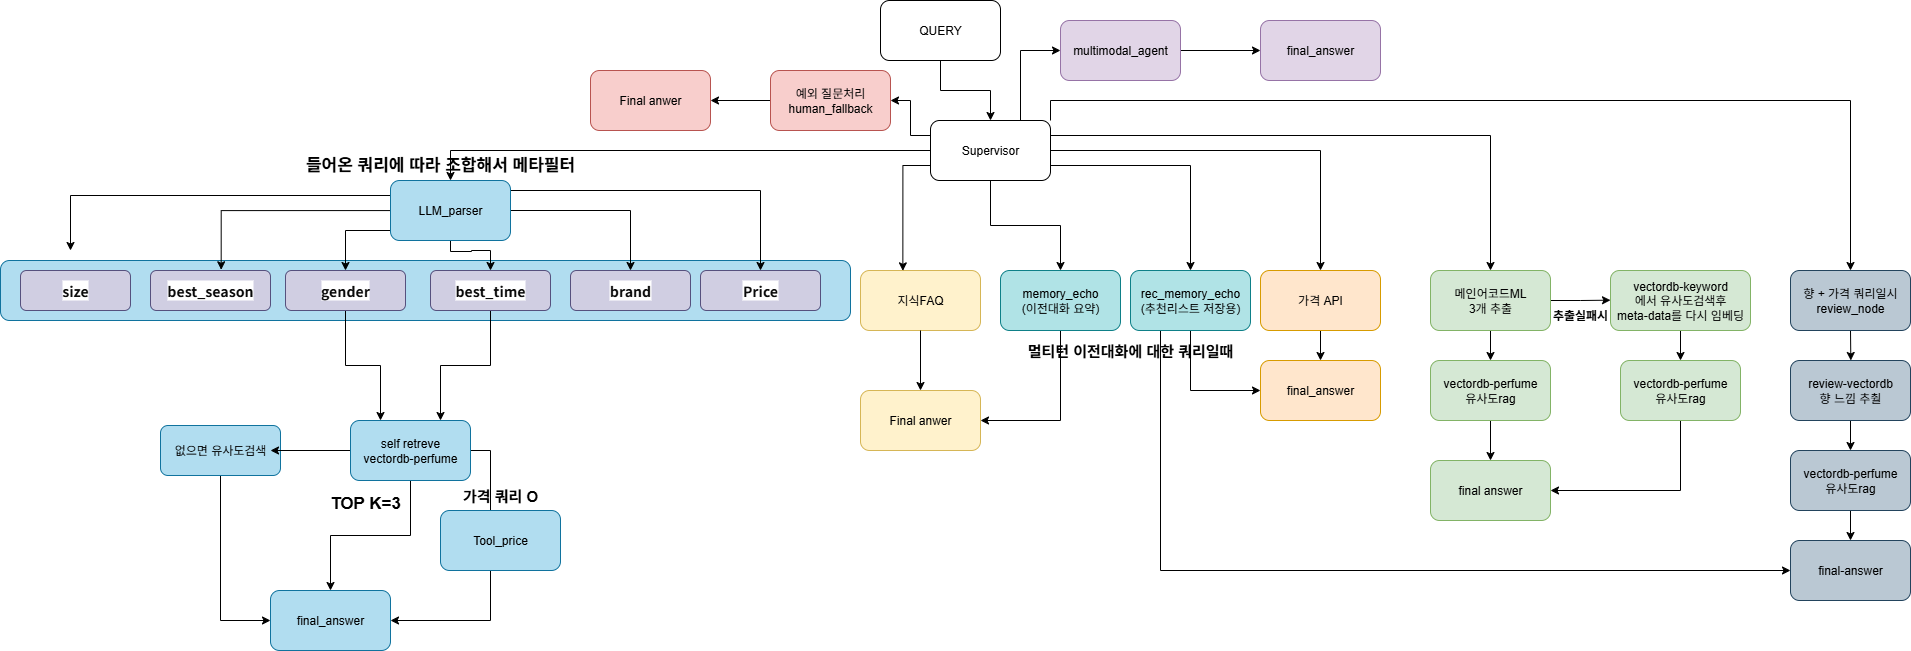 QUERY
multimodal_agent
final_answer
Final anwer
예외 질문처리
human_fallback
Supervisor
들어온 쿼리에 따라 조합해서 메타필터
LLM_parser
size
best_season
gender
best_time
brand
Price
지식FAQ
memory_echo
(이전대화 요약)
rec_memory_echo
(추천리스트 저장용)
가격 API
메인어코드ML
3개 추출
추출실패시
vectordb-keyword
에서 유사도검색후
meta-data를 다시 임베딩
향 + 가격 쿼리일시
review_node
멀티턴 이전대화에 대한 쿼리일때
Final anwer
final_answer
vectordb-perfume
유사도rag
vectordb-perfume
유사도rag
review-vectordb
향 느낌 추췰
없으면 유사도검색
self retreve
vectordb-perfume
TOP K=3
가격 쿼리 O
final answer
vectordb-perfume
유사도rag
Tool_price
final-answer
final_answer